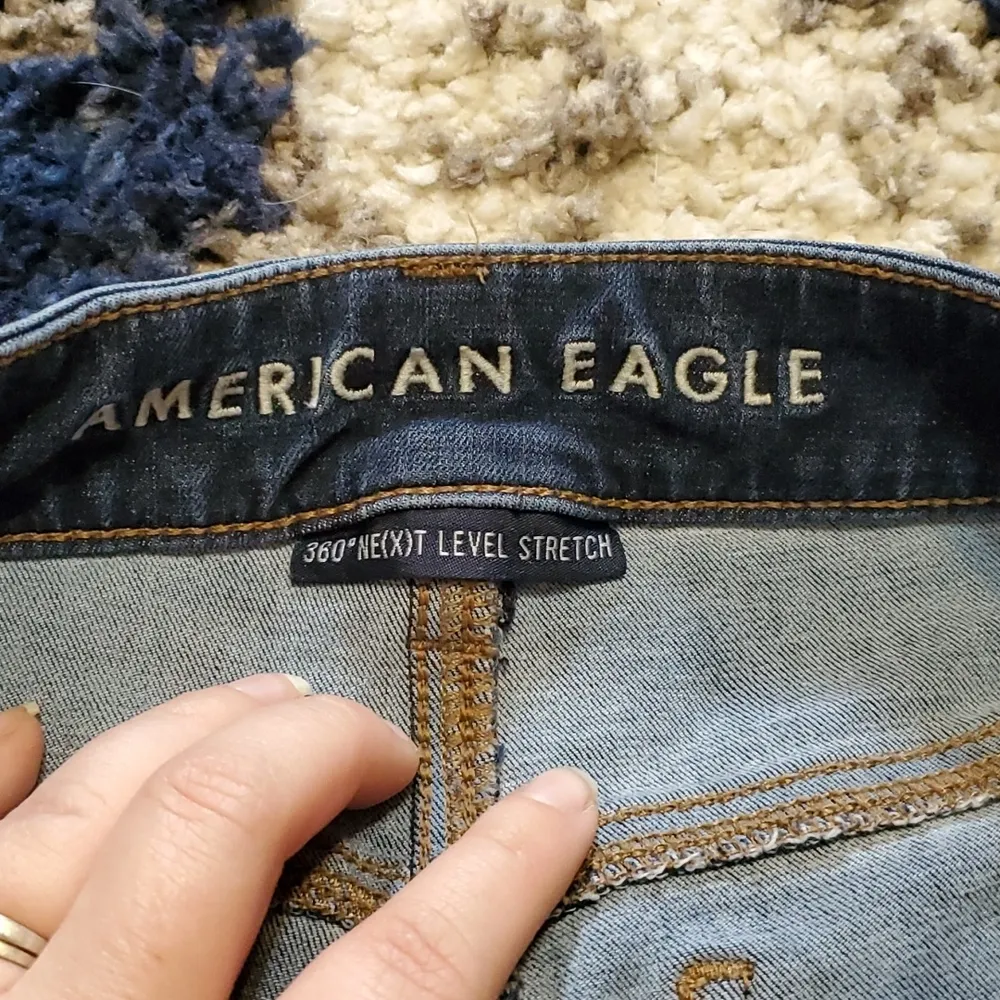 AMERICAN EAGLE
360° NE(X)T LEVEL STRETCH